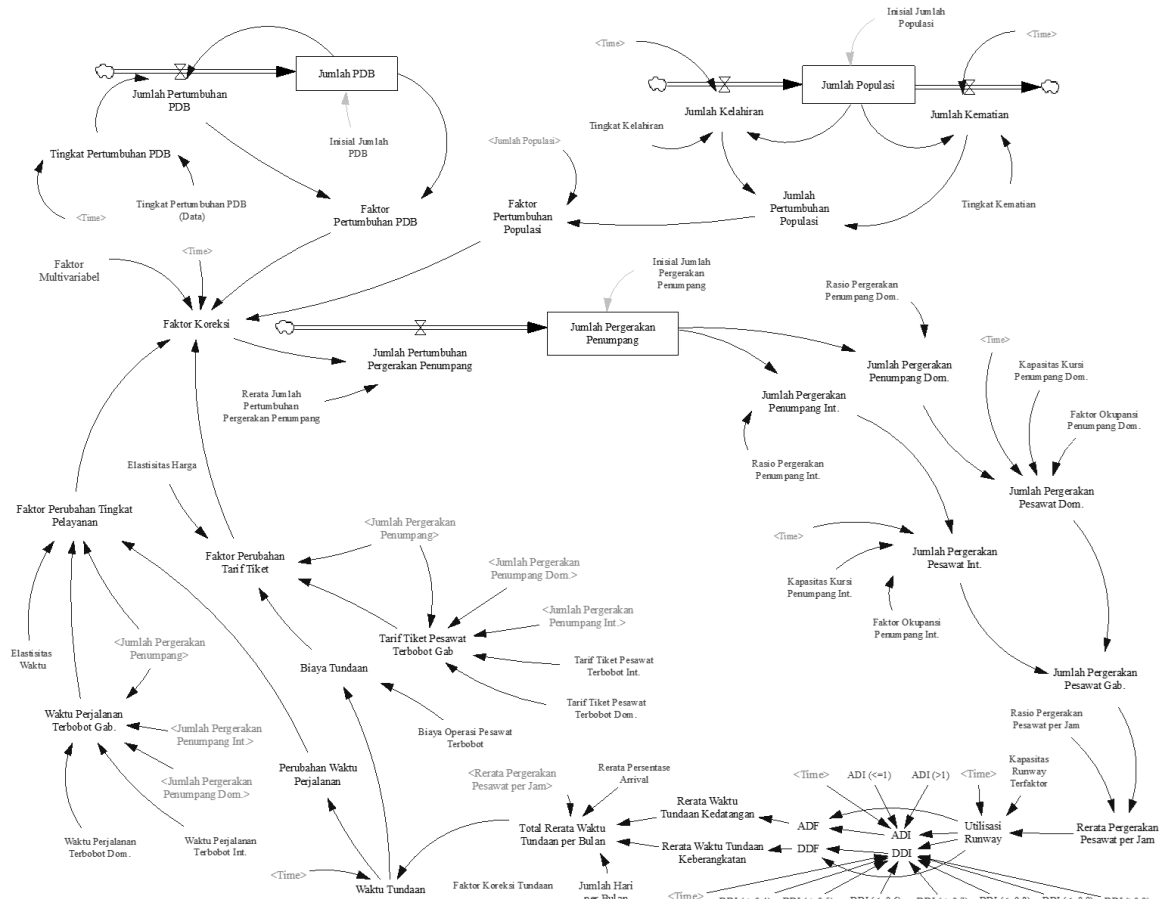 Inisial Jumlah
Populasi
<Time>
<Time>
Jumlah PDB
Jumlah Populasi
Jumlah Pertumbuhan
PDB
Jumlah Kelahiran
Jumlah Kematian
Inisial Jumlah
PDB
Tingkat Kelahiran
<Jumlah Populasi>
Tingkat Pertumbuhan PDB
Tingkat Pertumbuhan PDB
(Data)
<Time>
Faktor
Pertumbuhan PDB
Faktor
Pertumbuhan
Populasi
Jumlah
Pertumbuhan
Populasi
Tingkat Kematian
<Time>
Faktor
Multivariabel
Inisial Jumlah
Pergerakan
Penumpang
Rasio Pergerakan
Penumpang Dom.
Faktor Koreksi
Jumlah Pergerakan
Penumpang
<Time>
Jumlah Pertumbuhan
Pergerakan Penumpang
Jumlah Pergerakan
Penumpang Dom.
Kapasitas Kursi
Penumpang Dom.
Rerata Jumlah
Pertumbuhan
Pergerakan Penumpang
Jumlah Pergerakan
Penumpang Int.
Faktor Okupansi
Penumpang Dom.
Elastisitas Harga
Rasio Pergerakan
Penumpang Int.
Jumlah Pergerakan
Pesawat Dom.
Faktor Perubahan Tingkat
Pelayanan
<Jumlah Pergerakan
Penumpang>
<Time>
Faktor Perubahan
Tarif Tiket
Jumlah Pergerakan
Pesawat Int.
<Jumlah Pergerakan
Penumpang Dom.>
Kapasitas Kursi
Penumpang Int.
<Jumlah Pergerakan
Penumpang Int.>
Faktor Okupansi
Penumpang Int.
Elastisitas
Waktu
<Jumlah Pergerakan
Penumpang>
Tarif Tiket Pesawat
Terbobot Gab
Biaya Tundaan
Tarif Tiket Pesawat
Terbobot Int.
Jumlah Pergerakan
Pesawat Gab.
Tarif Tiket Pesawat
Terbobot Dom.
Waktu Perjalanan
Terbobot Gab.
<Jumlah Pergerakan
Penumpang Int.>
Biaya Operasi Pesawat
Terbobot
Rasio Pergerakan
Pesawat per Jam
Perubahan Waktu
Perjalanan
<Jumlah Pergerakan
Penumpang Dom.>
<Rerata Pergerakan
Pesawat per Jam>
Rerata Persentase
Arrival
<Time>
ADI (<=1)
ADI (>1)
<Time>
Kapasitas
Runway
Terfaktor
Rerata Waktu
Tundaan Kedatangan
Total Rerata Waktu
Tundaan per Bulan
ADF
ADI
Utilisasi
Runway
Rerata Pergerakan
Pesawat per Jam
Waktu Perjalanan
Terbobot Dom.
Waktu Perjalanan
Terbobot Int.
Rerata Waktu Tundaan
Keberangkatan
DDF
DDI
<Time>
Waktu Tundaan
Faktor Koreksi Tundaan
Jumlah Hari
per Bulan
<Time>